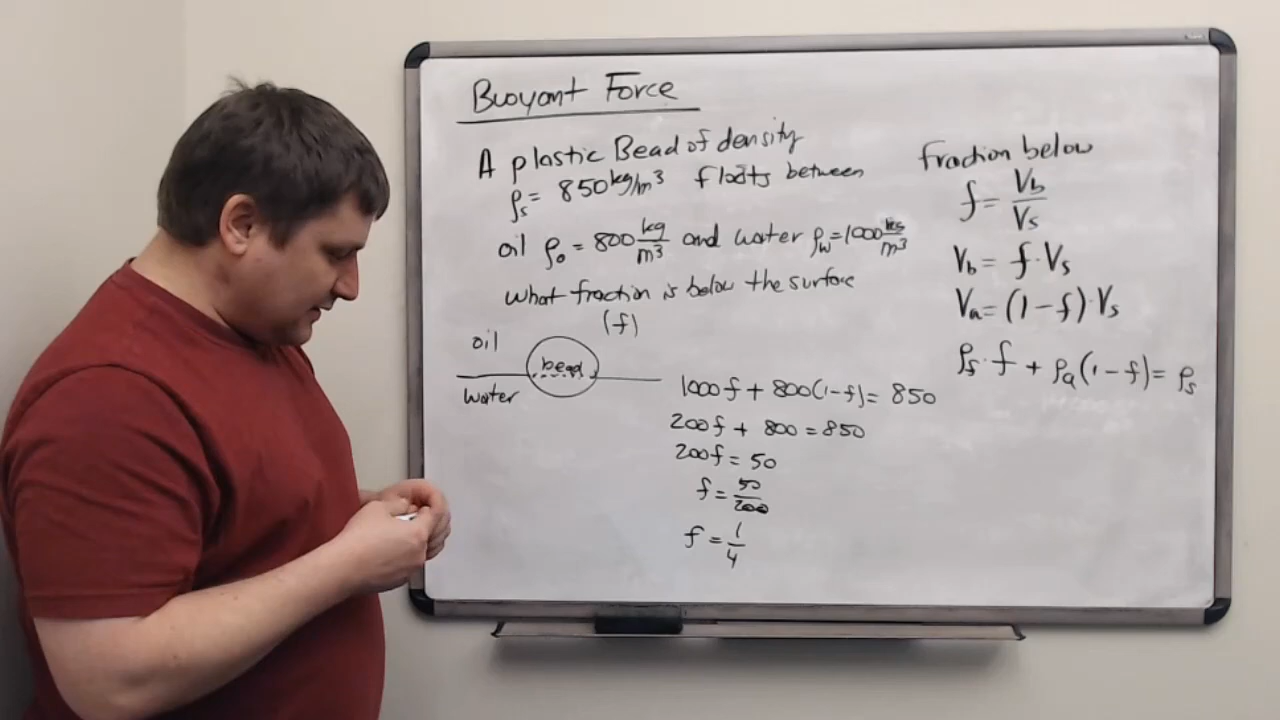 Buoyant Force
A plastic Bead of density
ρs = 850 kg/m³ floats between
oil ρo = 800 kg/m³ and water ρw = 1000 kg/m³
What fraction is below the surface
(f)
oil
bead
water
1000f + 800(1-f) = 850
200f + 800 = 850
200f = 50
f = 50/200
f = 1/4
fraction below
f = Vb/Vs
Vb = f · Vs
Va = (1-f) · Vs
ρs · f + ρa(1-f) = ρs